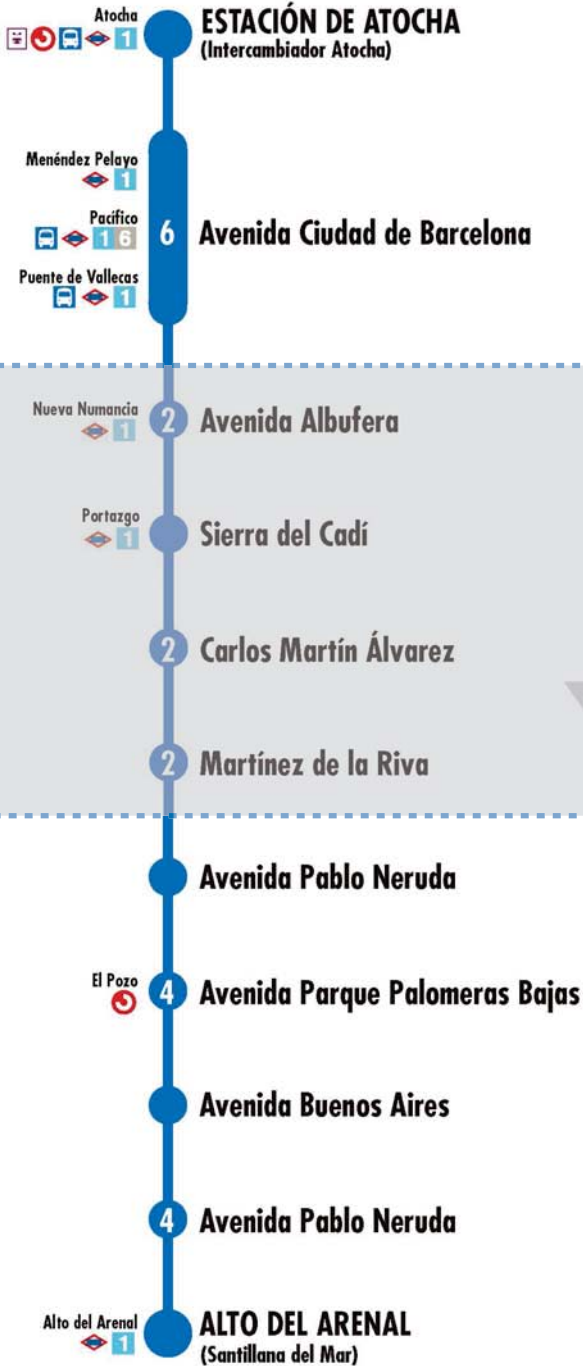 Atocha
1
ESTACIÓN DE ATOCHA
(Intercambiador Atocha)
Menéndez Pelayo
1
Pacífico
1 6
6 Avenida Ciudad de Barcelona
Puente de Vallecas
1
Nueva Numancia
1
2 Avenida Albufera
Portazgo
1
Sierra del Cadí
2 Carlos Martín Álvarez
2 Martínez de la Riva
Avenida Pablo Neruda
El Pozo
4 Avenida Parque Palomeras Bajas
Avenida Buenos Aires
4 Avenida Pablo Neruda
Alto del Arenal
1
ALTO DEL ARENAL
(Santillana del Mar)